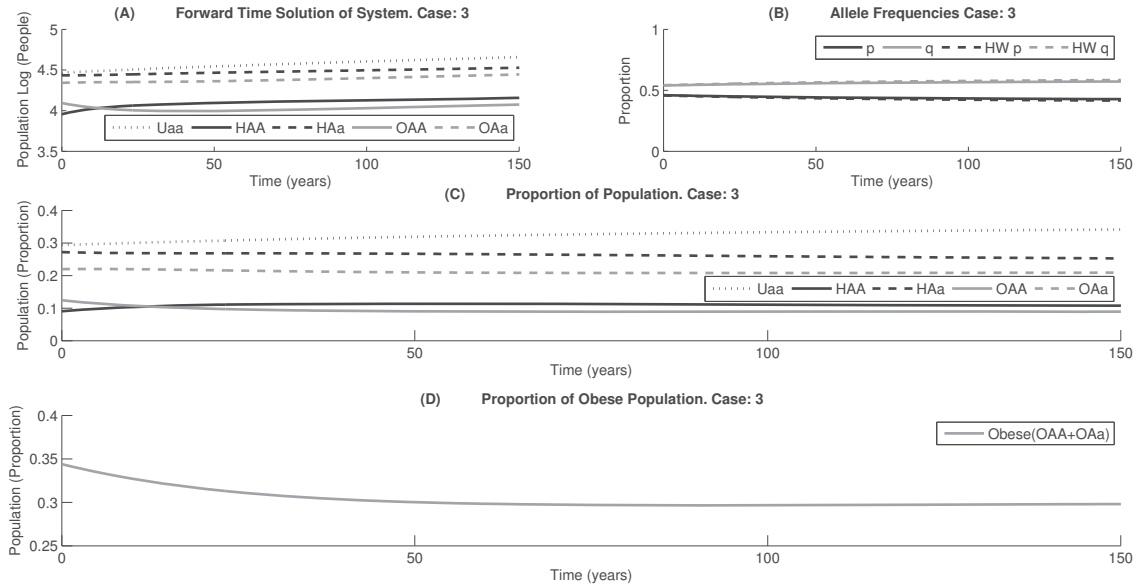 (A) Forward Time Solution of System. Case: 3
Population Log (People)
5
4.5
4
3.5
Uaa HAA HAa OAA OAa
0 50 100 150
Time (years)
(B) Allele Frequencies Case: 3
Proportion
1
0.5
0
p q HW p HW q
0 50 100 150
Time (years)
(C) Proportion of Population. Case: 3
Population (Proportion)
0.4
0.3
0.2
0.1
0
Uaa HAA HAa OAA OAa
0 50 100 150
Time (years)
(D) Proportion of Obese Population. Case: 3
Population (Proportion)
0.4
0.35
0.3
0.25
Obese(OAA+OAa)
0 50 100 150
Time (years)